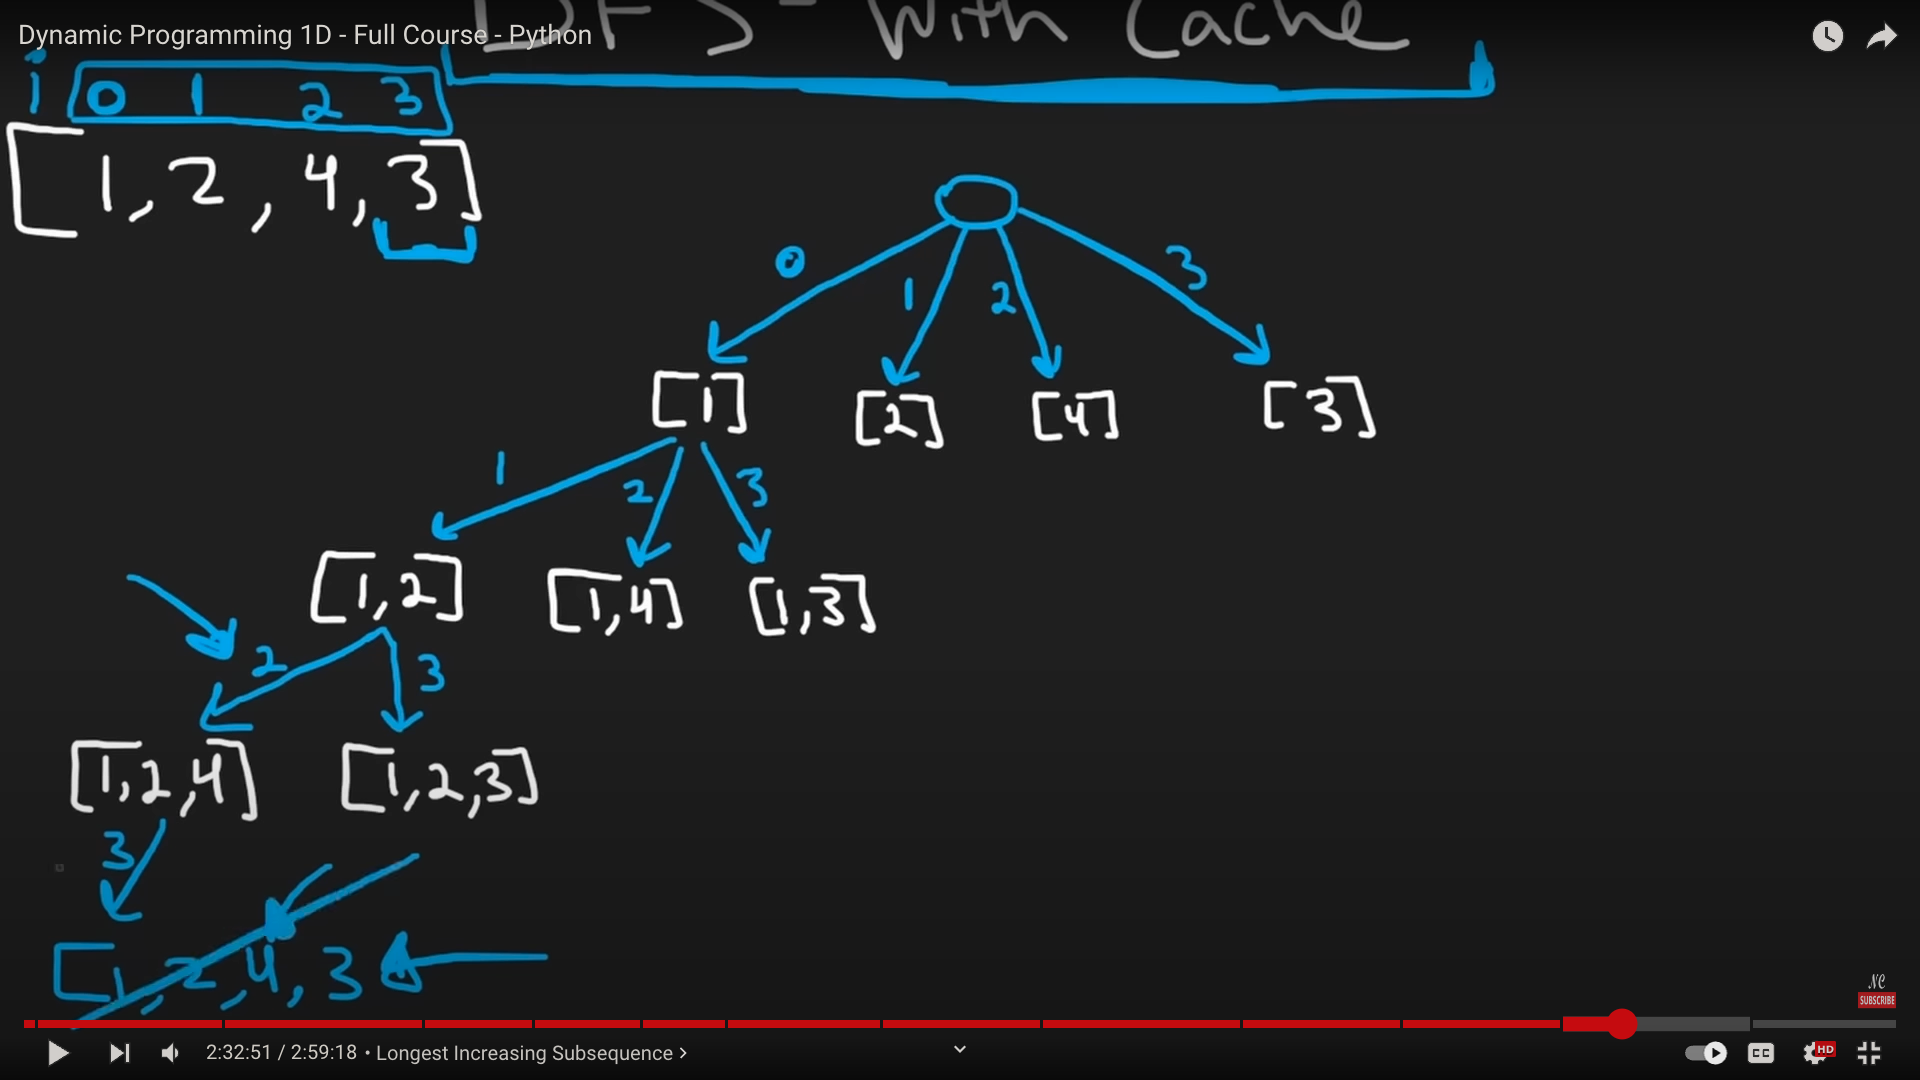 Dynamic Programming 1D - Full Course - Python
DFS - With Cache
i 0 1 2 3
[1, 2, 4, 3]
0 1 2 3
[1] [2] [4] [3]
1 2 3
[1,2] [1,4] [1,3]
2 3
[1,2,4] [1,2,3]
3
[1,2,4,3
NC
SUBSCRIBE
2:32:51 / 2:59:18 • Longest Increasing Subsequence >
CC
HD